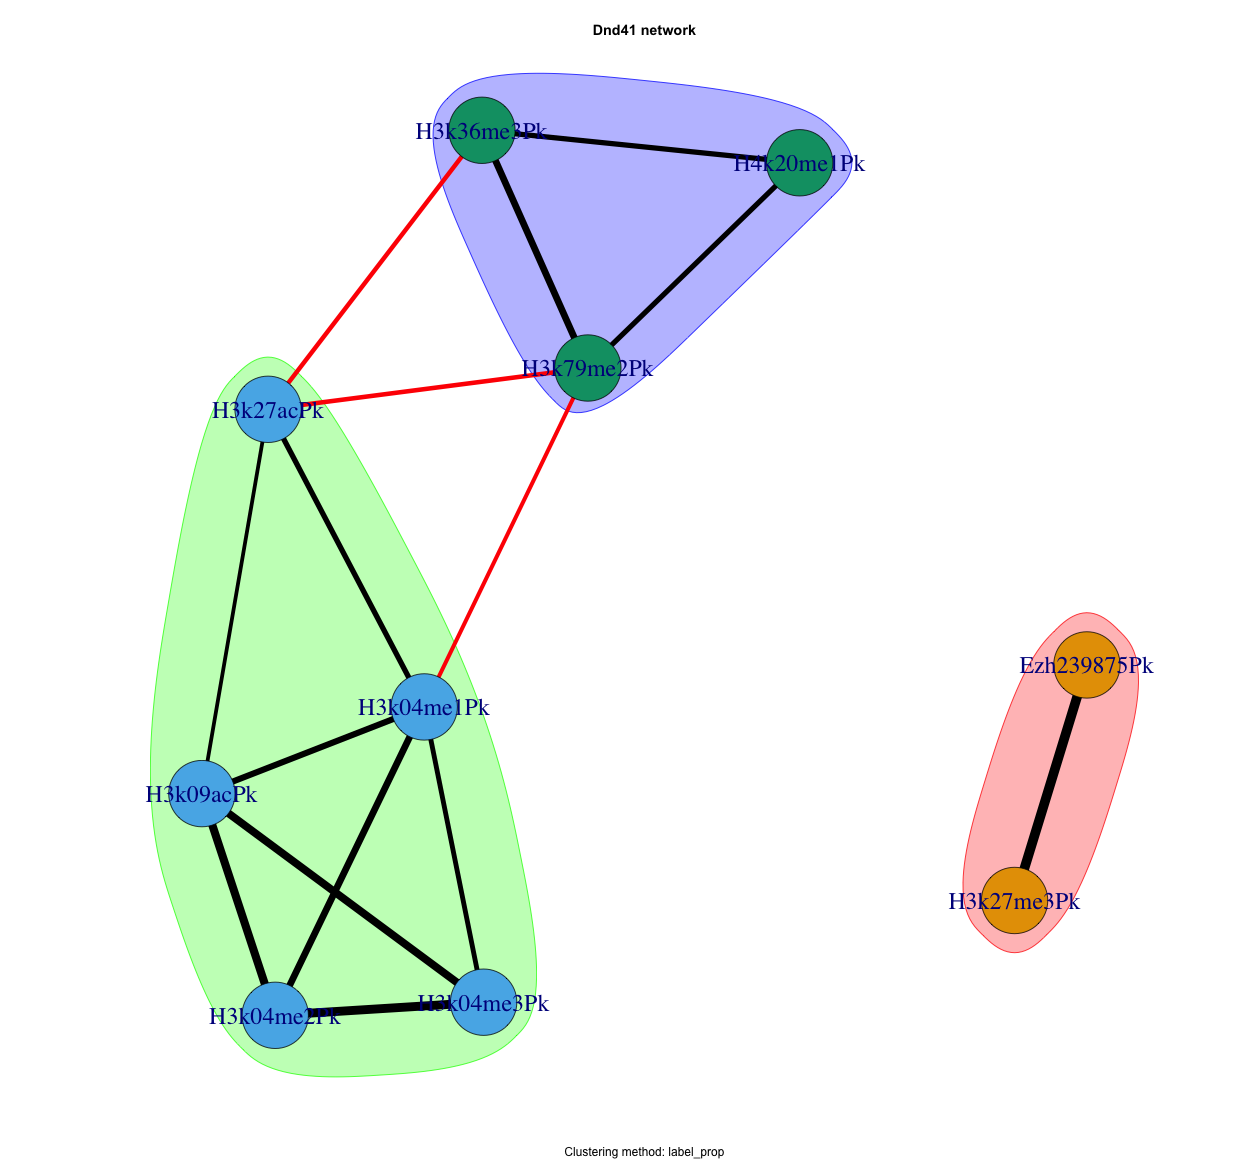 Dnd41 network
H3k36me3Pk
H4k20me1Pk
H3k79me2Pk
H3k27acPk
Ezh239875Pk
H3k04me1Pk
H3k09acPk
H3k27me3Pk
H3k04me3Pk
H3k04me2Pk
Clustering method: label_prop